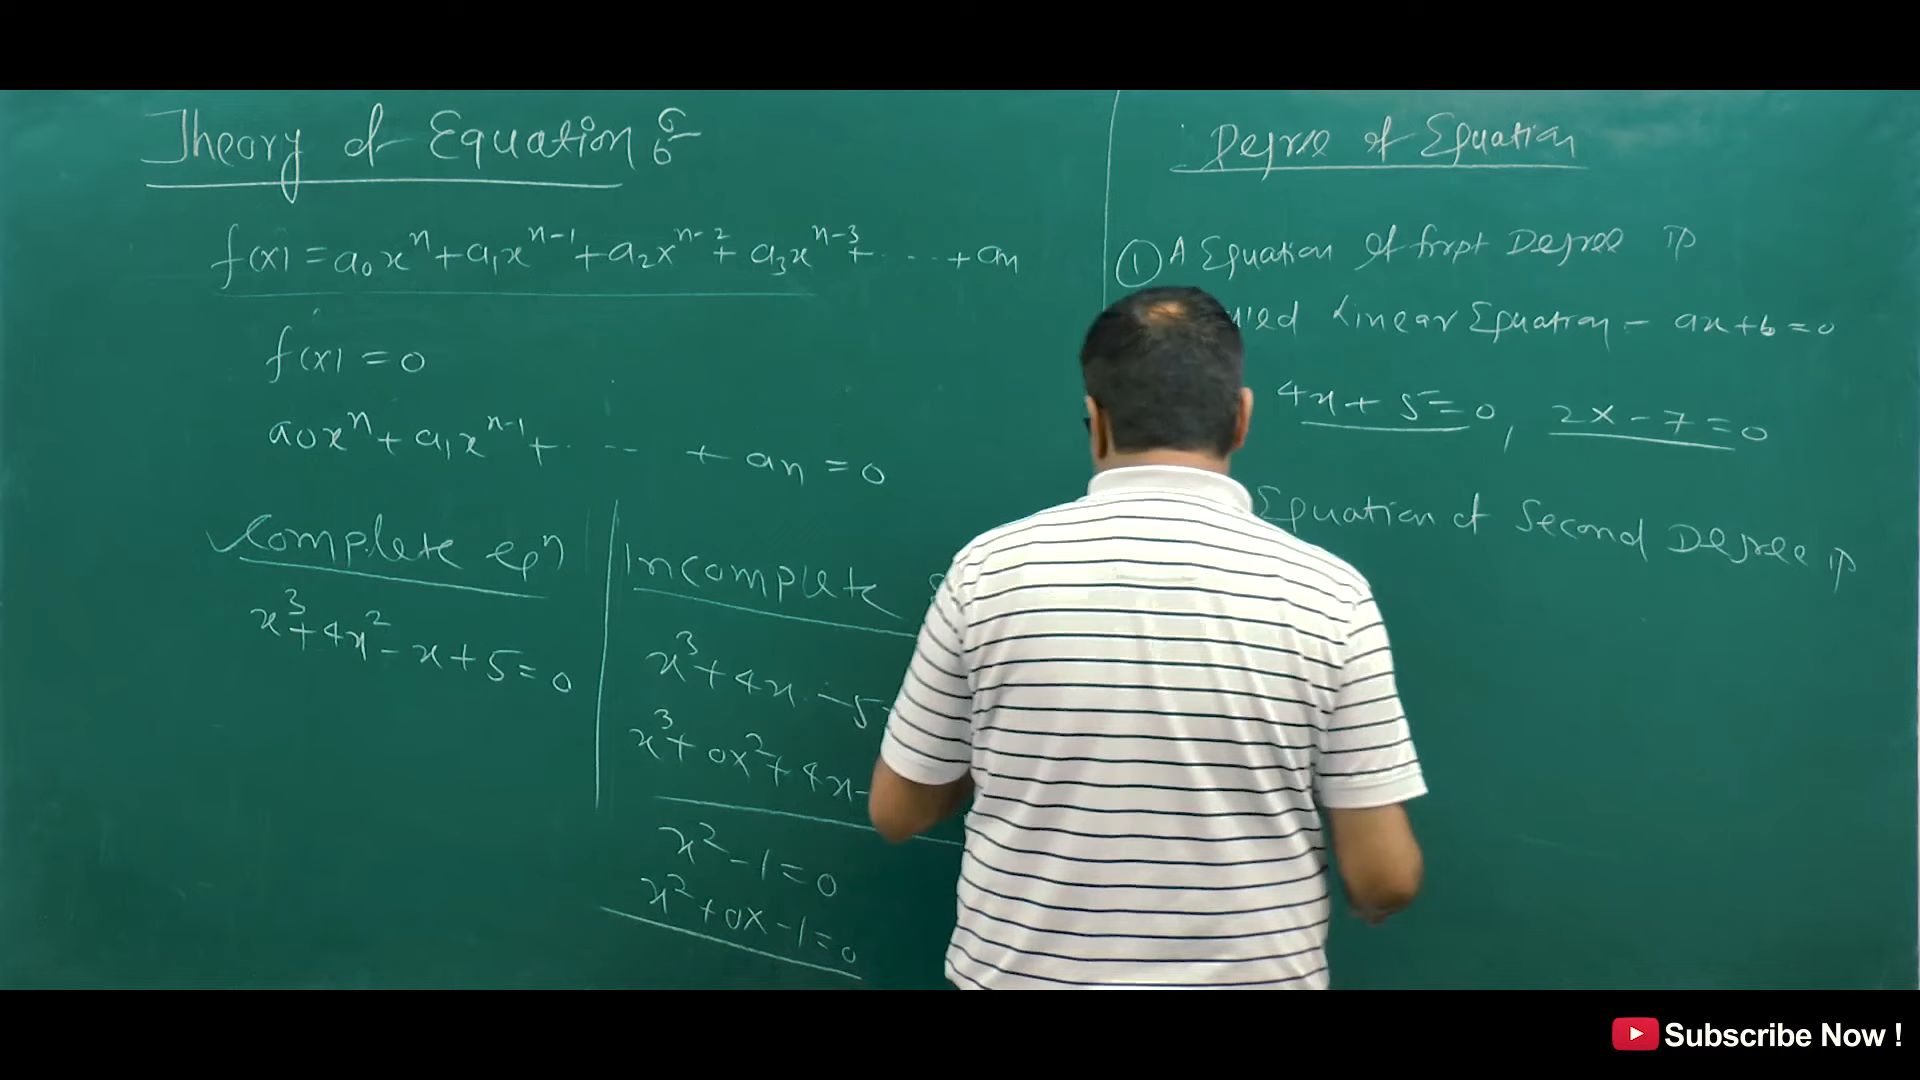 Theory of Equation :-
f(x) = a₀xⁿ + a₁xⁿ⁻¹ + a₂xⁿ⁻² + a₃xⁿ⁻³ + ..... + aₙ
f(x) = 0
a₀xⁿ + a₁xⁿ⁻¹ + ..... + aₙ = 0
✓Complete eqⁿ
x³ + 4x² - x + 5 = 0
Incomplete
x³ + 4x - 5
x³ + 0x² + 4x -
x² - 1 = 0
x² + 0x - 1 = 0
Degree of Equation
① A Equation of first Degree is
Linear Equation - ax + b = 0
4x + 5 = 0, 2x - 7 = 0
Equation of Second Degree is
Subscribe Now !